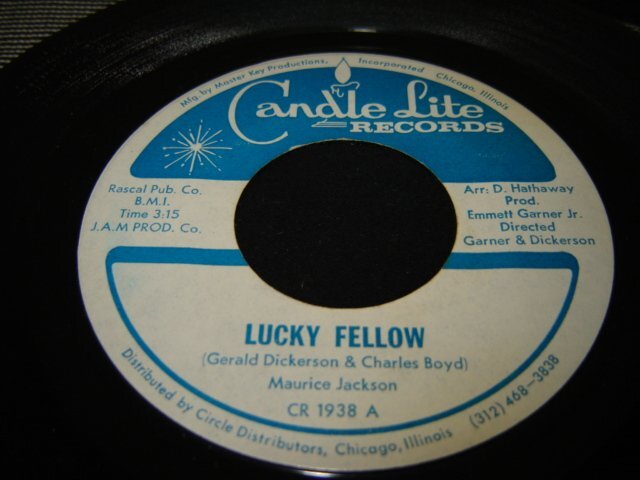 Mfg. by Master Key Productions, Incorporated Chicago, Illinois
Candle Lite
RECORDS
Rascal Pub. Co.
B.M.I.
Time 3:15
J.A.M PROD. Co.
Arr: D. Hathaway
Prod.
Emmett Garner Jr.
Directed
Garner & Dickerson
LUCKY FELLOW
(Gerald Dickerson & Charles Boyd)
Maurice Jackson
CR 1938 A
Distributed by Circle Distributors, Chicago, Illinois (312) 468-3838